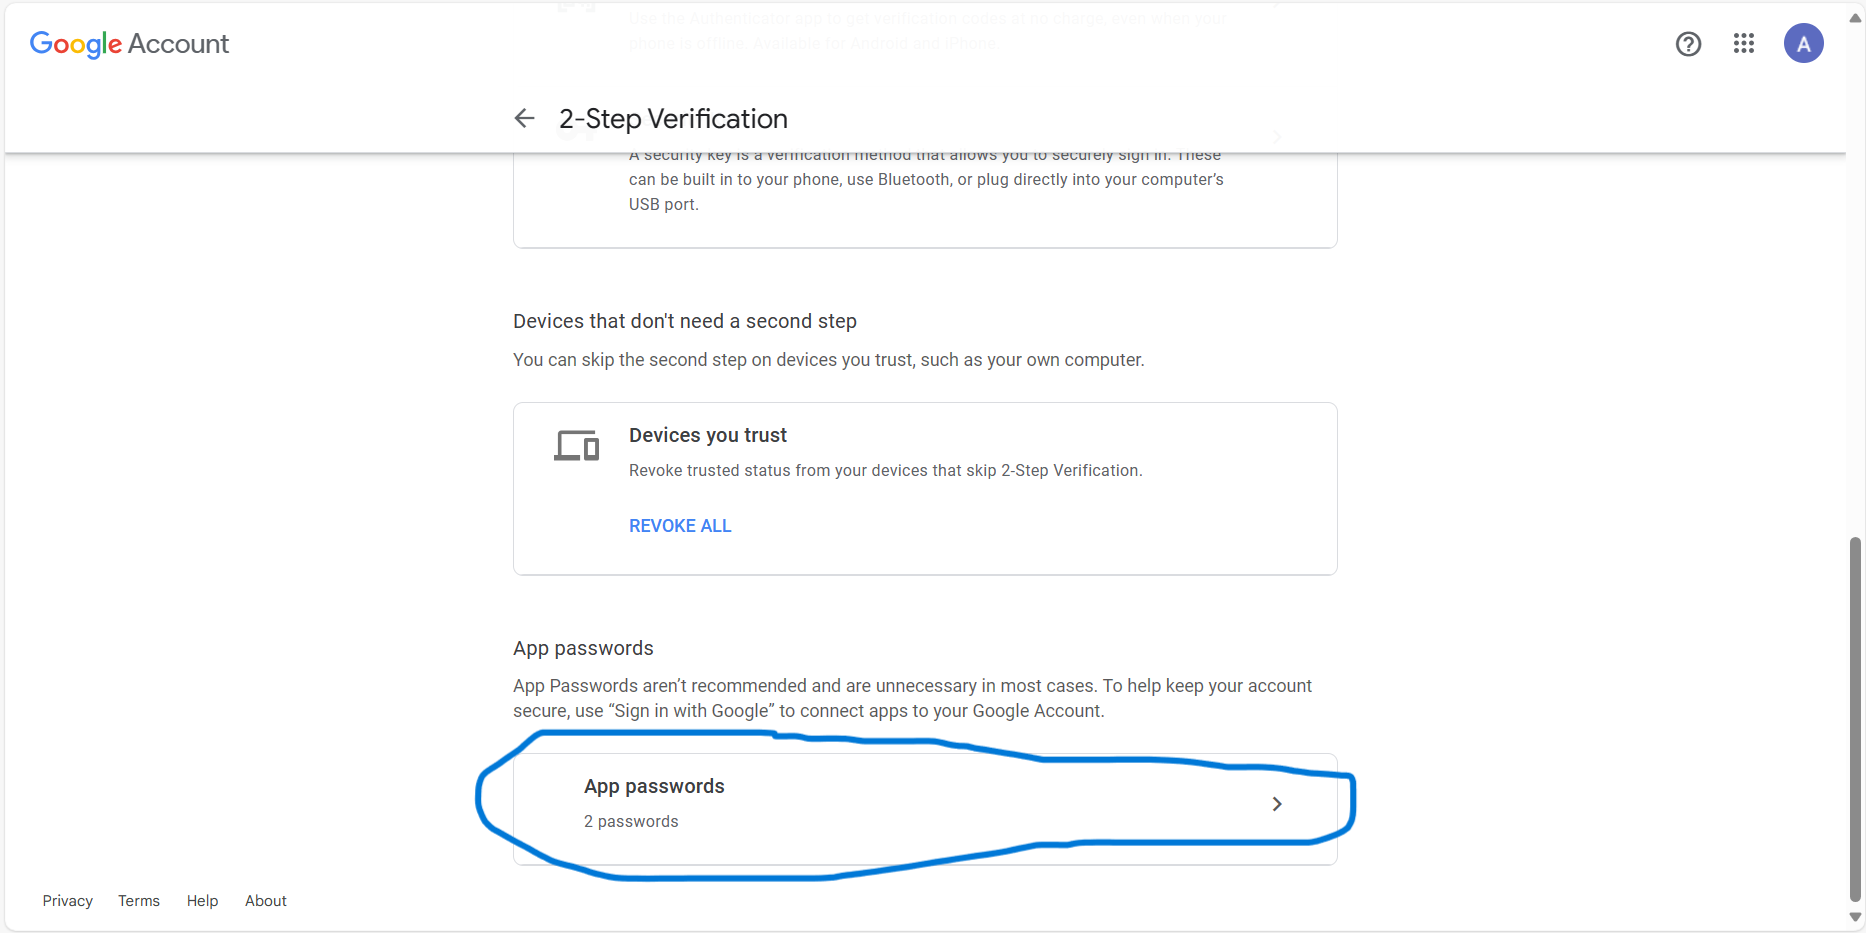 Use the Authenticator app to get verification codes at no charge, even when your
phone is offline. Available for Android and iPhone.
Google Account
A
2-Step Verification
A security key is a verification method that allows you to securely sign in. These
can be built in to your phone, use Bluetooth, or plug directly into your computer’s
USB port.
Devices that don't need a second step
You can skip the second step on devices you trust, such as your own computer.
Devices you trust
Revoke trusted status from your devices that skip 2-Step Verification.
REVOKE ALL
App passwords
App Passwords aren’t recommended and are unnecessary in most cases. To help keep your account
secure, use “Sign in with Google” to connect apps to your Google Account.
App passwords
2 passwords
Privacy Terms Help About